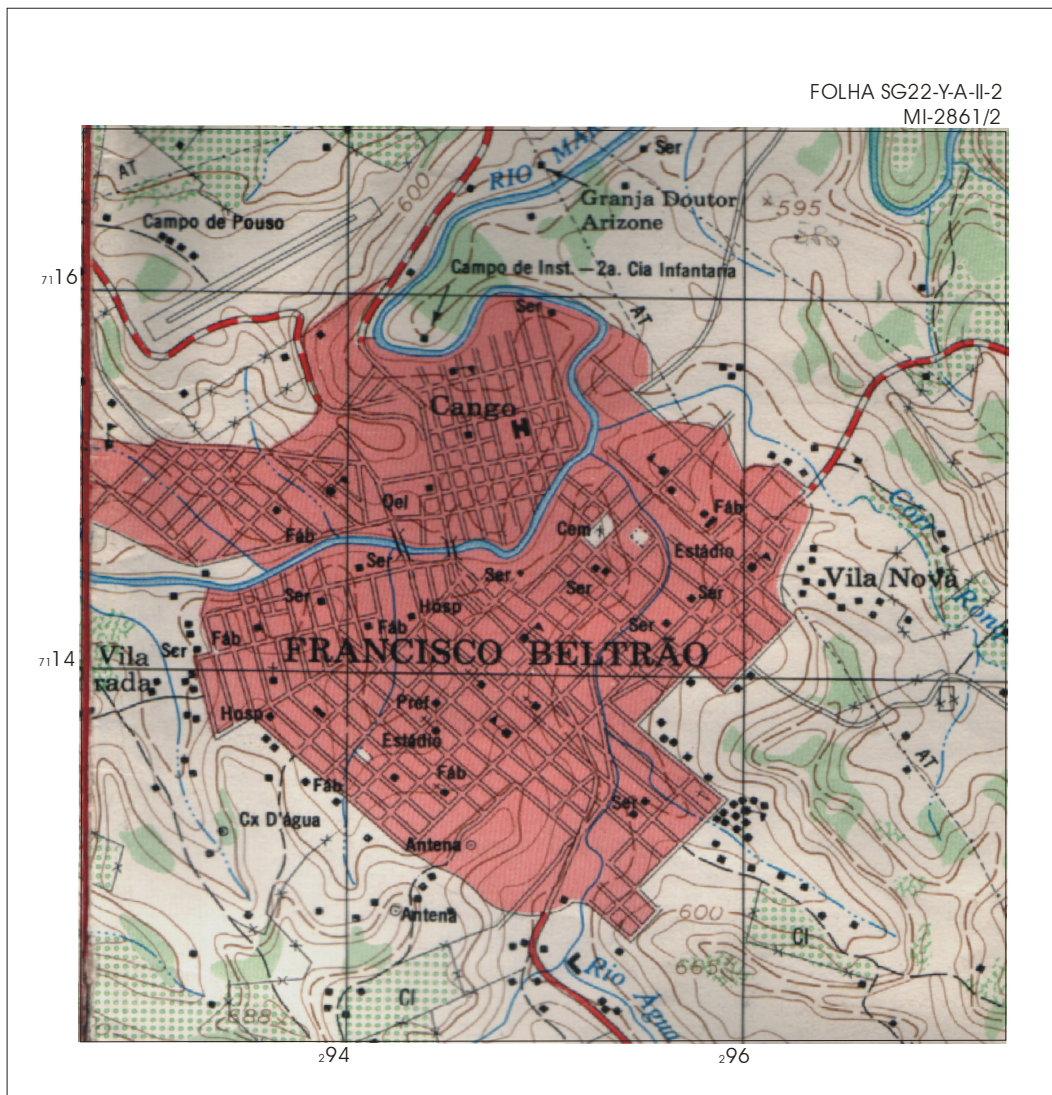 FOLHA SG22-Y-A-II-2
MI-2861/2
AT
RIO
Ser
600
Granja Doutor
Arizone
595
Campo de Pouso
Campo de Inst. – 2a. Cia Infantaria
7116
Ser
AT
Cango
Del
Fáb
Fáb
Cem
Estádio
Ser
Ser
Ser
Vila Nova
Córr
Ser
Ser
Hosp
Fáb
Fáb
Ser
Ser
FRANCISCO BELTRÃO
7114
Vila
rada
Hosp
Pref
Estádio
AT
Fáb
Fáb
Ser
Cx D'água
Antena
Antena
600
CI
665
Rio Água
CI
294
296